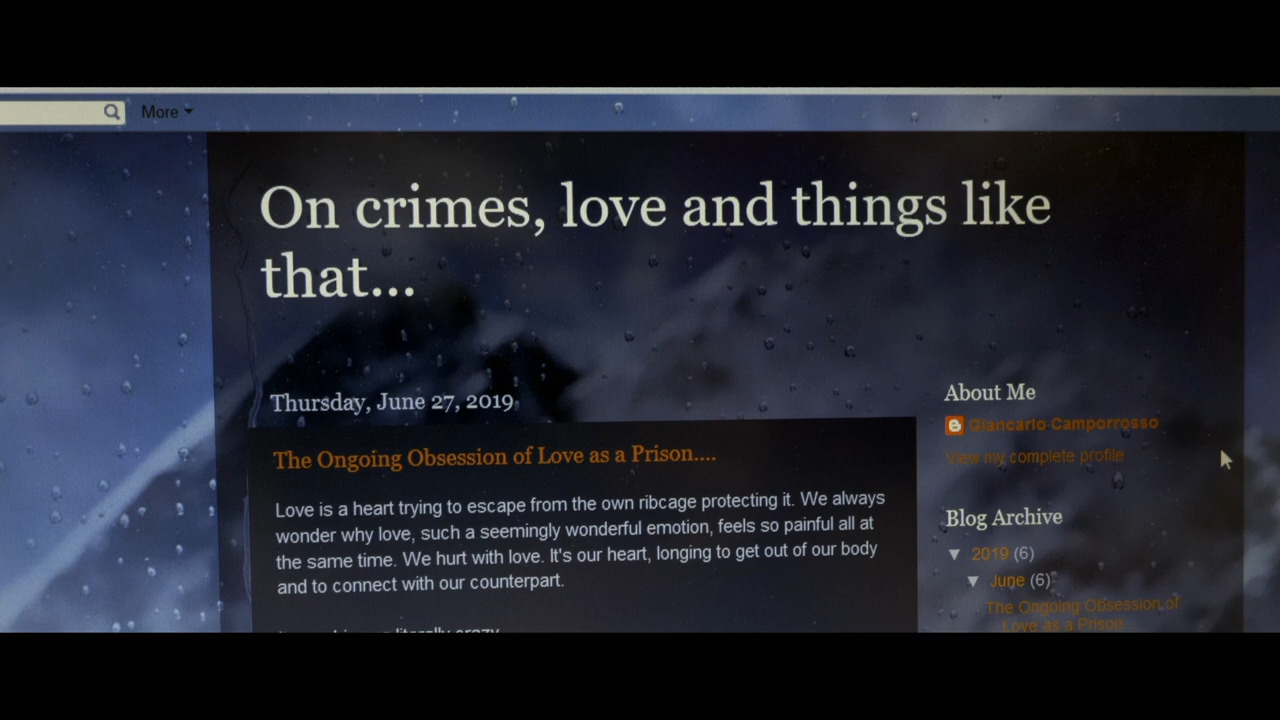 More
On crimes, love and things like
that...
Thursday, June 27, 2019
The Ongoing Obsession of Love as a Prison....
Love is a heart trying to escape from the own ribcage protecting it. We always
wonder why love, such a seemingly wonderful emotion, feels so painful all at
the same time. We hurt with love. It's our heart, longing to get out of our body
and to connect with our counterpart.
literally crazy
About Me
Giancarlo Camporrosso
View my complete profile
Blog Archive
▼ 2019 (6)
▼ June (6)
The Ongoing Obsession of
Love as a Prison....